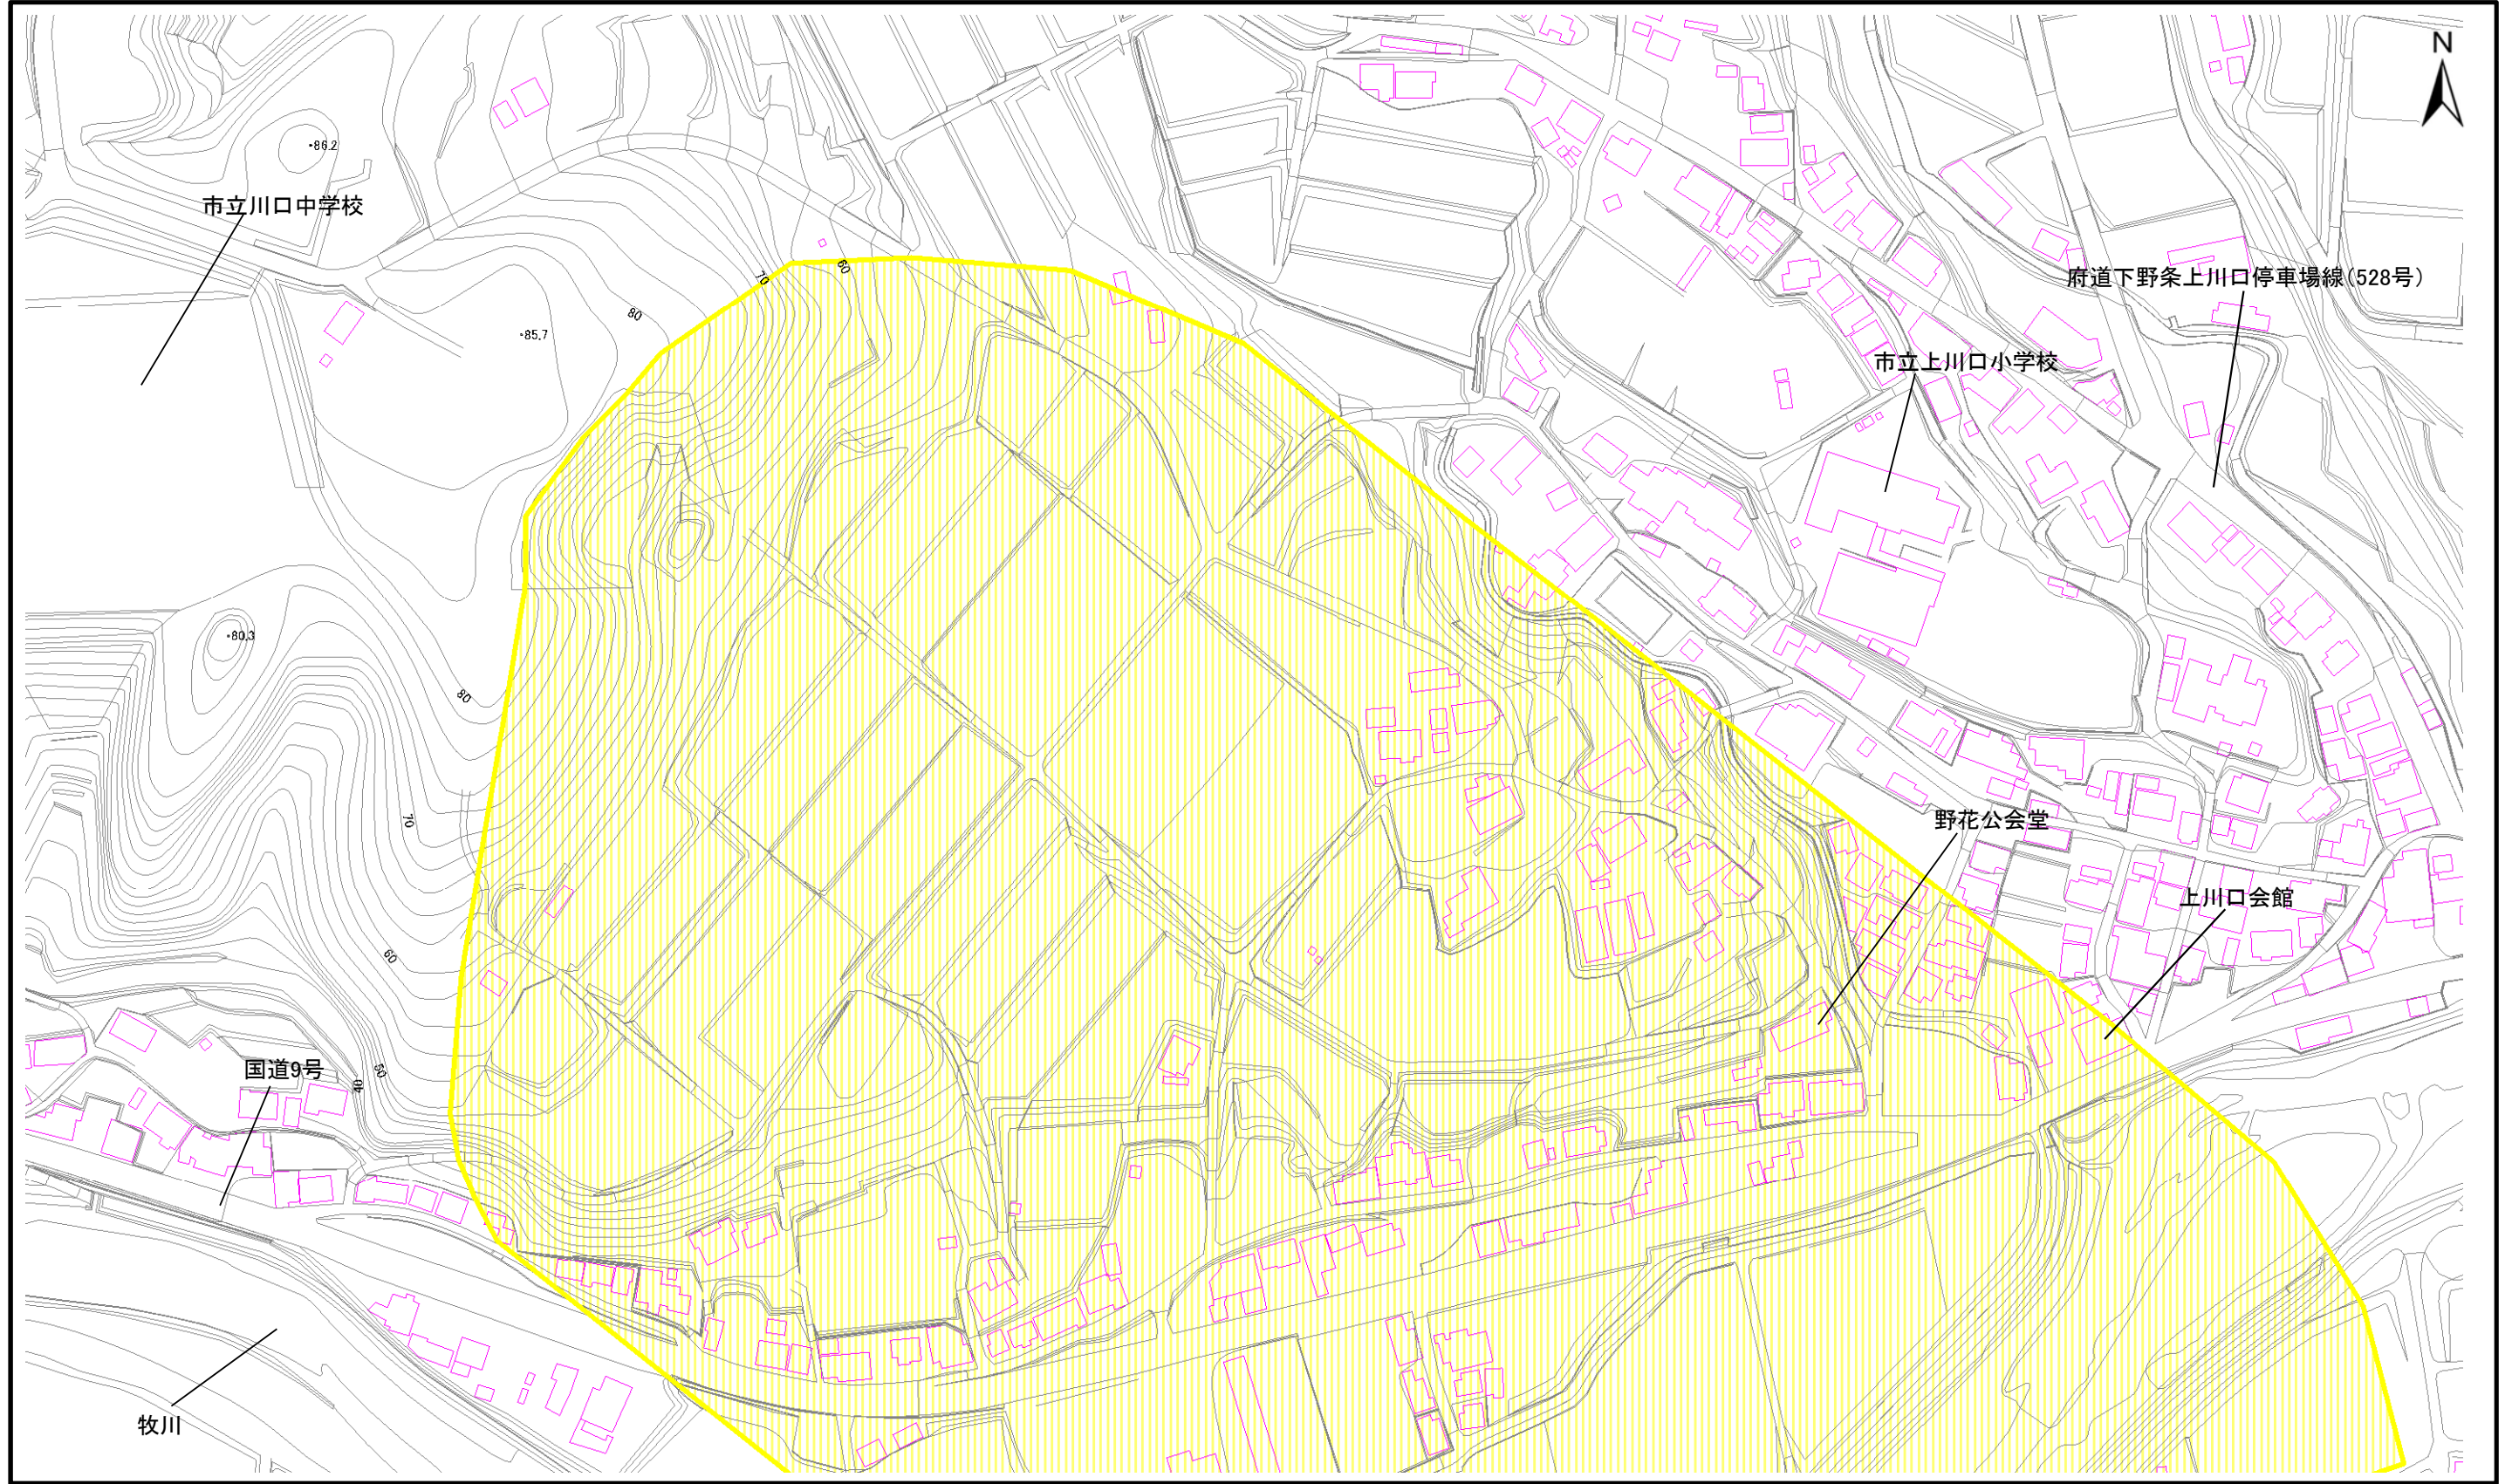 N
・86.2
市立川口中学校
60
70
府道下野条上川口停車場線(528号)
80
・85.7
市立上川口小学校
・80.3
80
70
野花公会堂
上川口会館
60
国道9号
50
40
牧川